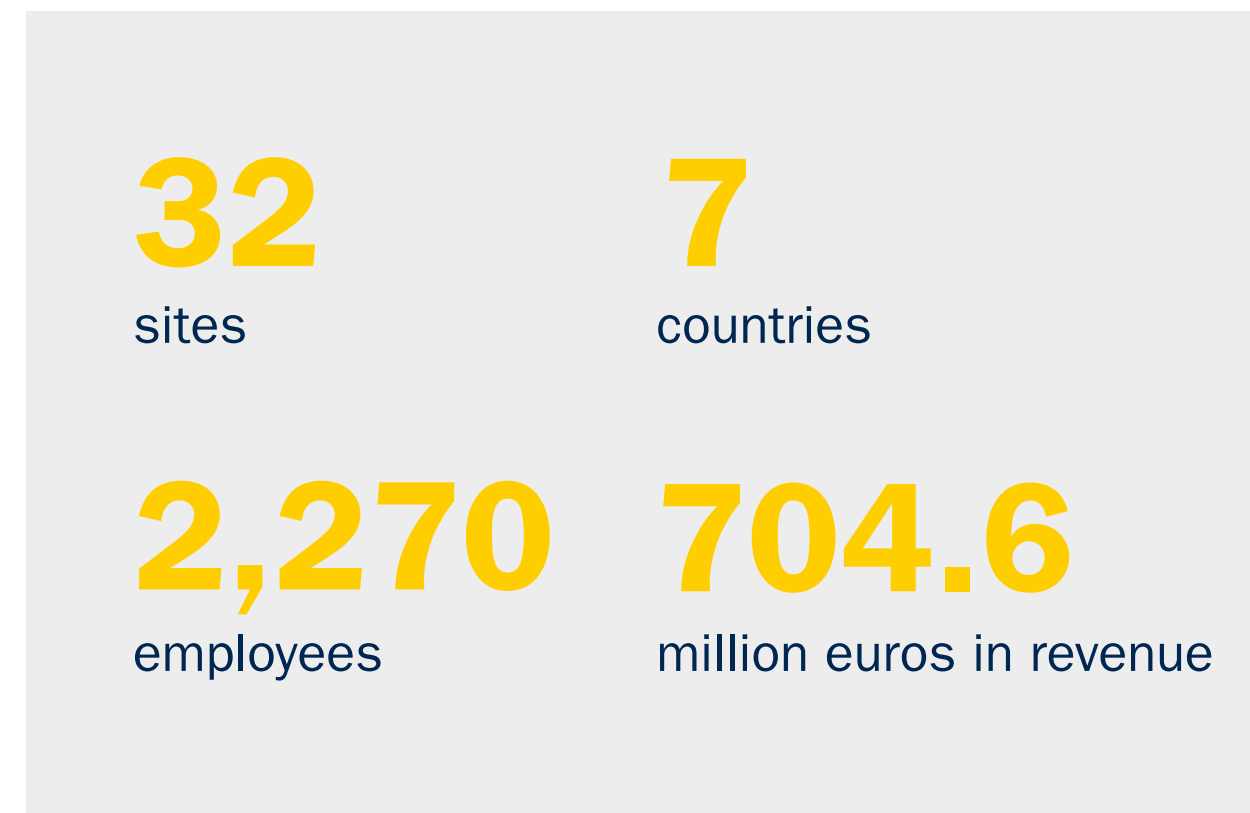 32
sites
7
countries
2,270
employees
704.6
million euros in revenue